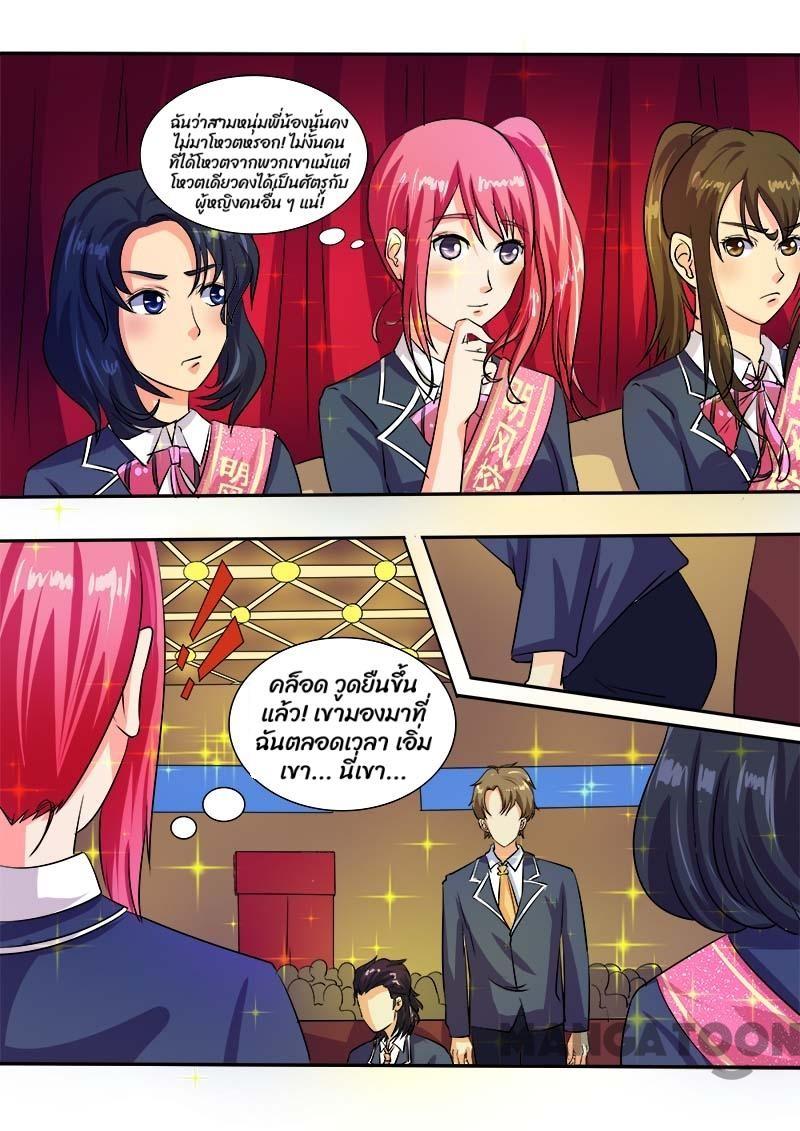 ฉันว่าสามหนุ่มพี่น้องนั่นคง
ไม่มาโหวตหรอก! ไม่งั้นคน
ที่ได้โหวตจากพวกเขาแม้แต่
โหวตเดียวคงได้เป็นศัตรูกับ
ผู้หญิงคนอื่น ๆ แน่!
明风
明风
คล็อด วูดยืนขึ้น
แล้ว! เขามองมาที่
ฉันตลอดเวลา เอิ่ม
เขา... นี่เขา...
MANGATOON